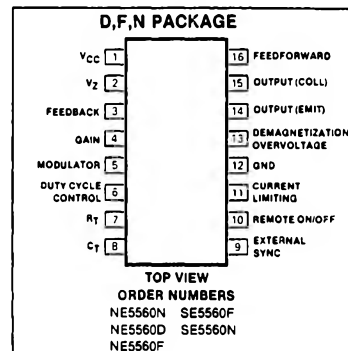 D,F,N PACKAGE
VCC 1
VZ 2
FEEDBACK 3
GAIN 4
MODULATOR 5
DUTY CYCLE
CONTROL 6
RT 7
CT 8
16 FEEDFORWARD
15 OUTPUT (COLL)
14 OUTPUT (EMIT)
13 DEMAGNETIZATION
OVERVOLTAGE
12 GND
11 CURRENT
LIMITING
10 REMOTE ON/OFF
9 EXTERNAL
SYNC
TOP VIEW
ORDER NUMBERS
NE5560N SE5560F
NE5560D SE5560N
NE5560F